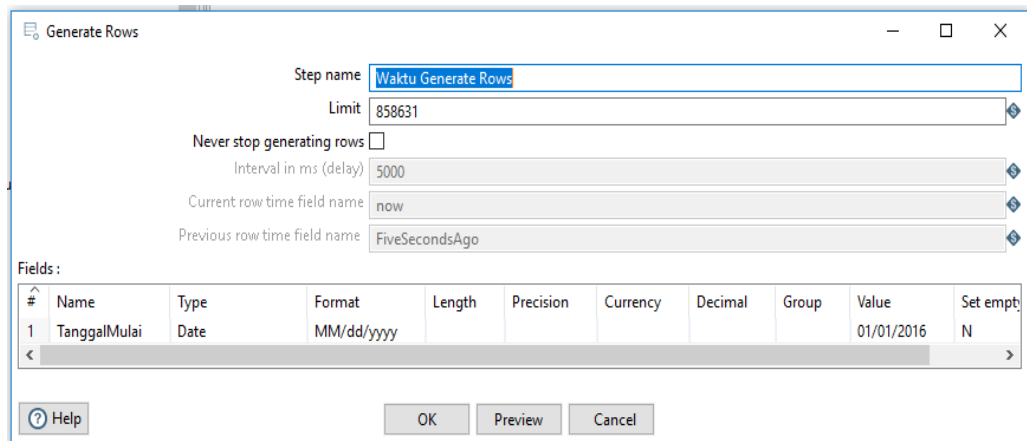 Generate Rows
Step name Waktu Generate Rows
Limit 858631
Never stop generating rows
Interval in ms (delay) 5000
Current row time field name now
Previous row time field name FiveSecondsAgo
Fields :
# Name Type Format Length Precision Currency Decimal Group Value Set empty
1 TanggalMulai Date MM/dd/yyyy 01/01/2016 N
Help OK Preview Cancel